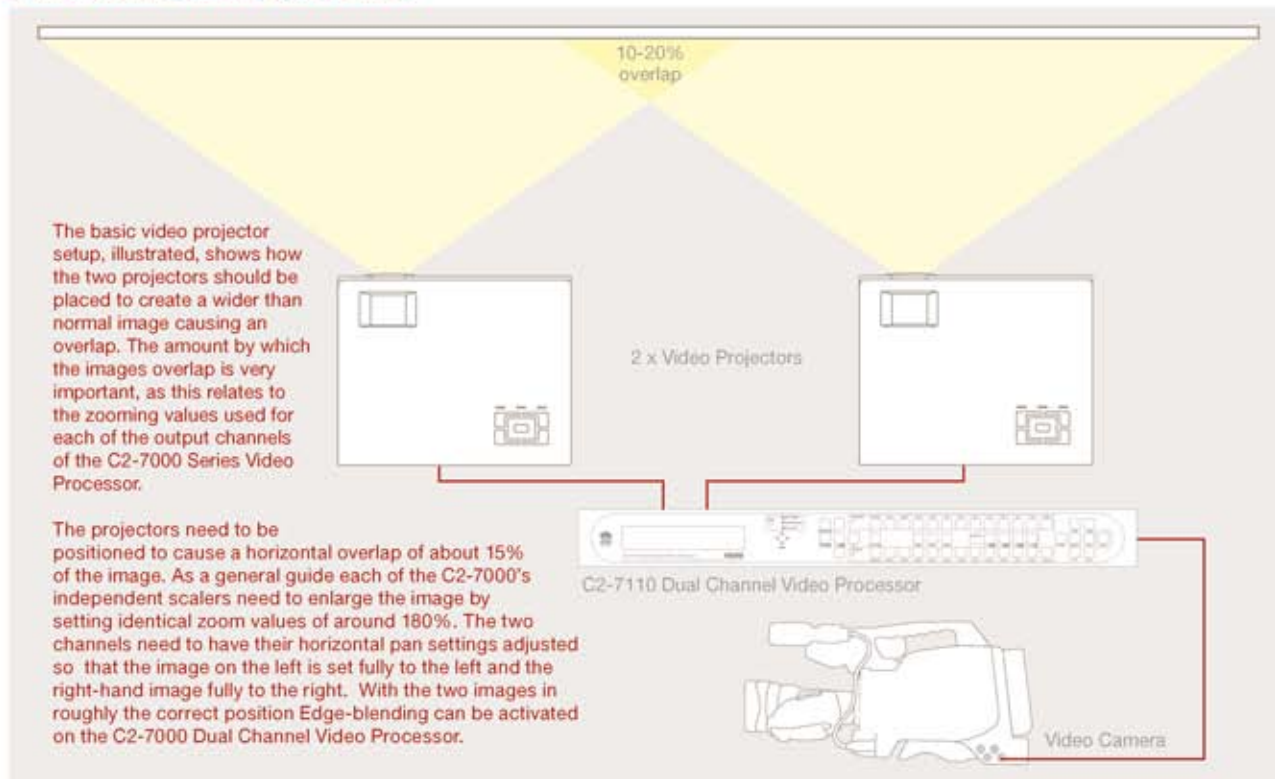 10-20%
overlap
The basic video projector
setup, illustrated, shows how
the two projectors should be
placed to create a wider than
normal image causing an
overlap. The amount by which
the images overlap is very
important, as this relates to
the zooming values used for
each of the output channels
of the C2-7000 Series Video
Processor.
2 x Video Projectors
The projectors need to be
positioned to cause a horizontal overlap of about 15%
of the image. As a general guide each of the C2-7000's
independent scalers need to enlarge the image by
setting identical zoom values of around 180%. The two
channels need to have their horizontal pan settings adjusted
so that the image on the left is set fully to the left and the
right-hand image fully to the right. With the two images in
roughly the correct position Edge-blending can be activated
on the C2-7000 Dual Channel Video Processor.
C2-7110 Dual Channel Video Processor
Video Camera